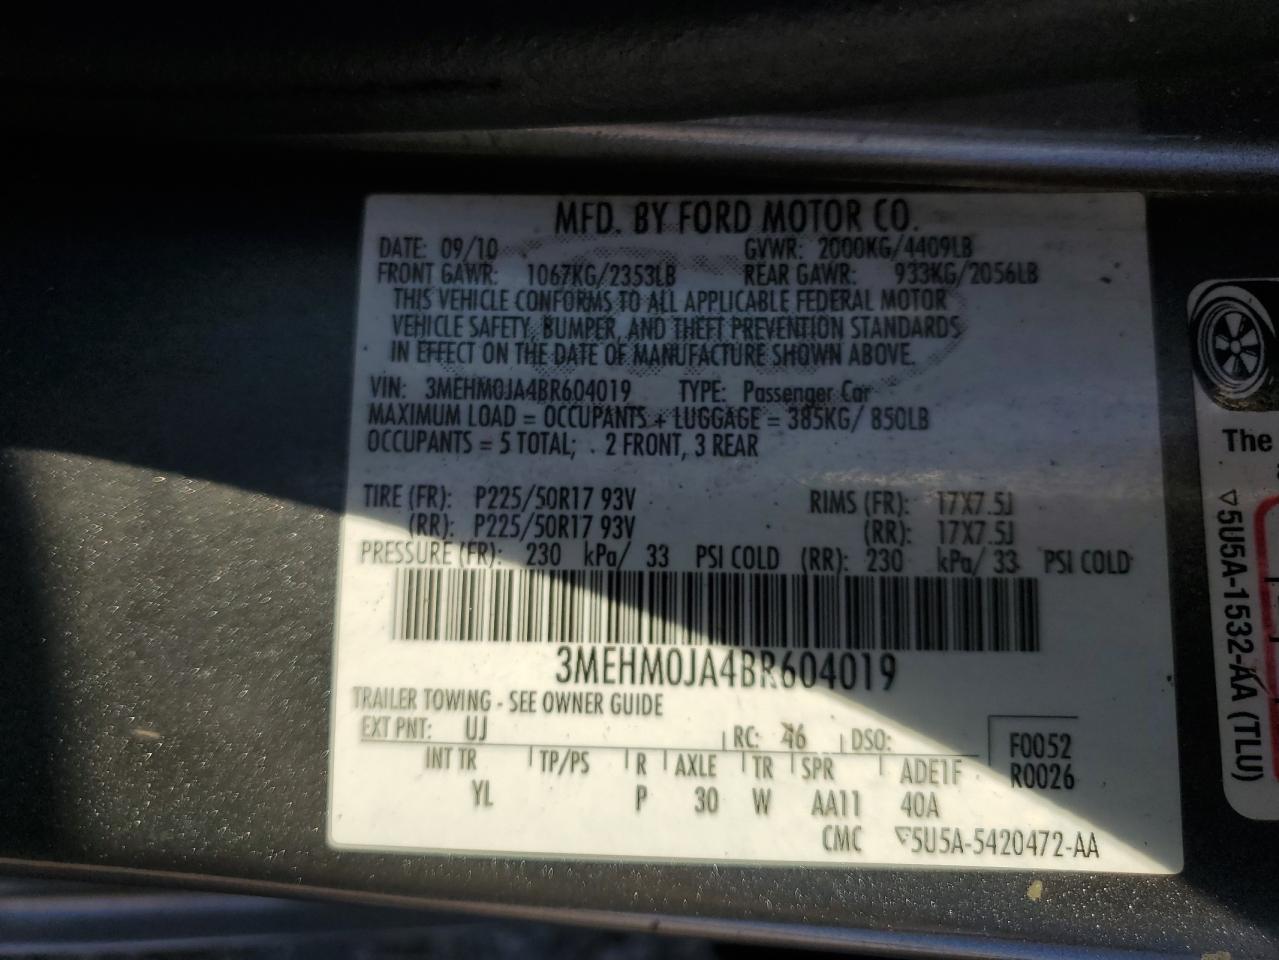 MFD. BY FORD MOTOR CO.
DATE: 09/10 GVWR: 2000KG/4409LB
FRONT GAWR: 1067KG/2353LB REAR GAWR: 933KG/2056LB
THIS VEHICLE CONFORMS TO ALL APPLICABLE FEDERAL MOTOR
VEHICLE SAFETY, BUMPER, AND THEFT PREVENTION STANDARDS
IN EFFECT ON THE DATE OF MANUFACTURE SHOWN ABOVE.
VIN: 3MEHM0JA4BR604019 TYPE: Passenger Car
MAXIMUM LOAD = OCCUPANTS + LUGGAGE = 385KG/ 850LB
OCCUPANTS = 5 TOTAL; 2 FRONT, 3 REAR
TIRE (FR): P225/50R17 93V RIMS (FR): 17X7.5J
(RR): P225/50R17 93V (RR): 17X7.5J
PRESSURE (FR): 230 kPa/ 33 PSI COLD (RR): 230 kPa/ 33 PSI COLD
3MEHM0JA4BR604019
TRAILER TOWING - SEE OWNER GUIDE
EXT PNT: UJ RC: 46 DSO: F0052
INT TR TP/PS R AXLE TR SPR ADE1F R0026
YL P 30 W AA11 40A
CMC 5U5A-5420472-AA
The
5U5A-1532-AA (TLU)